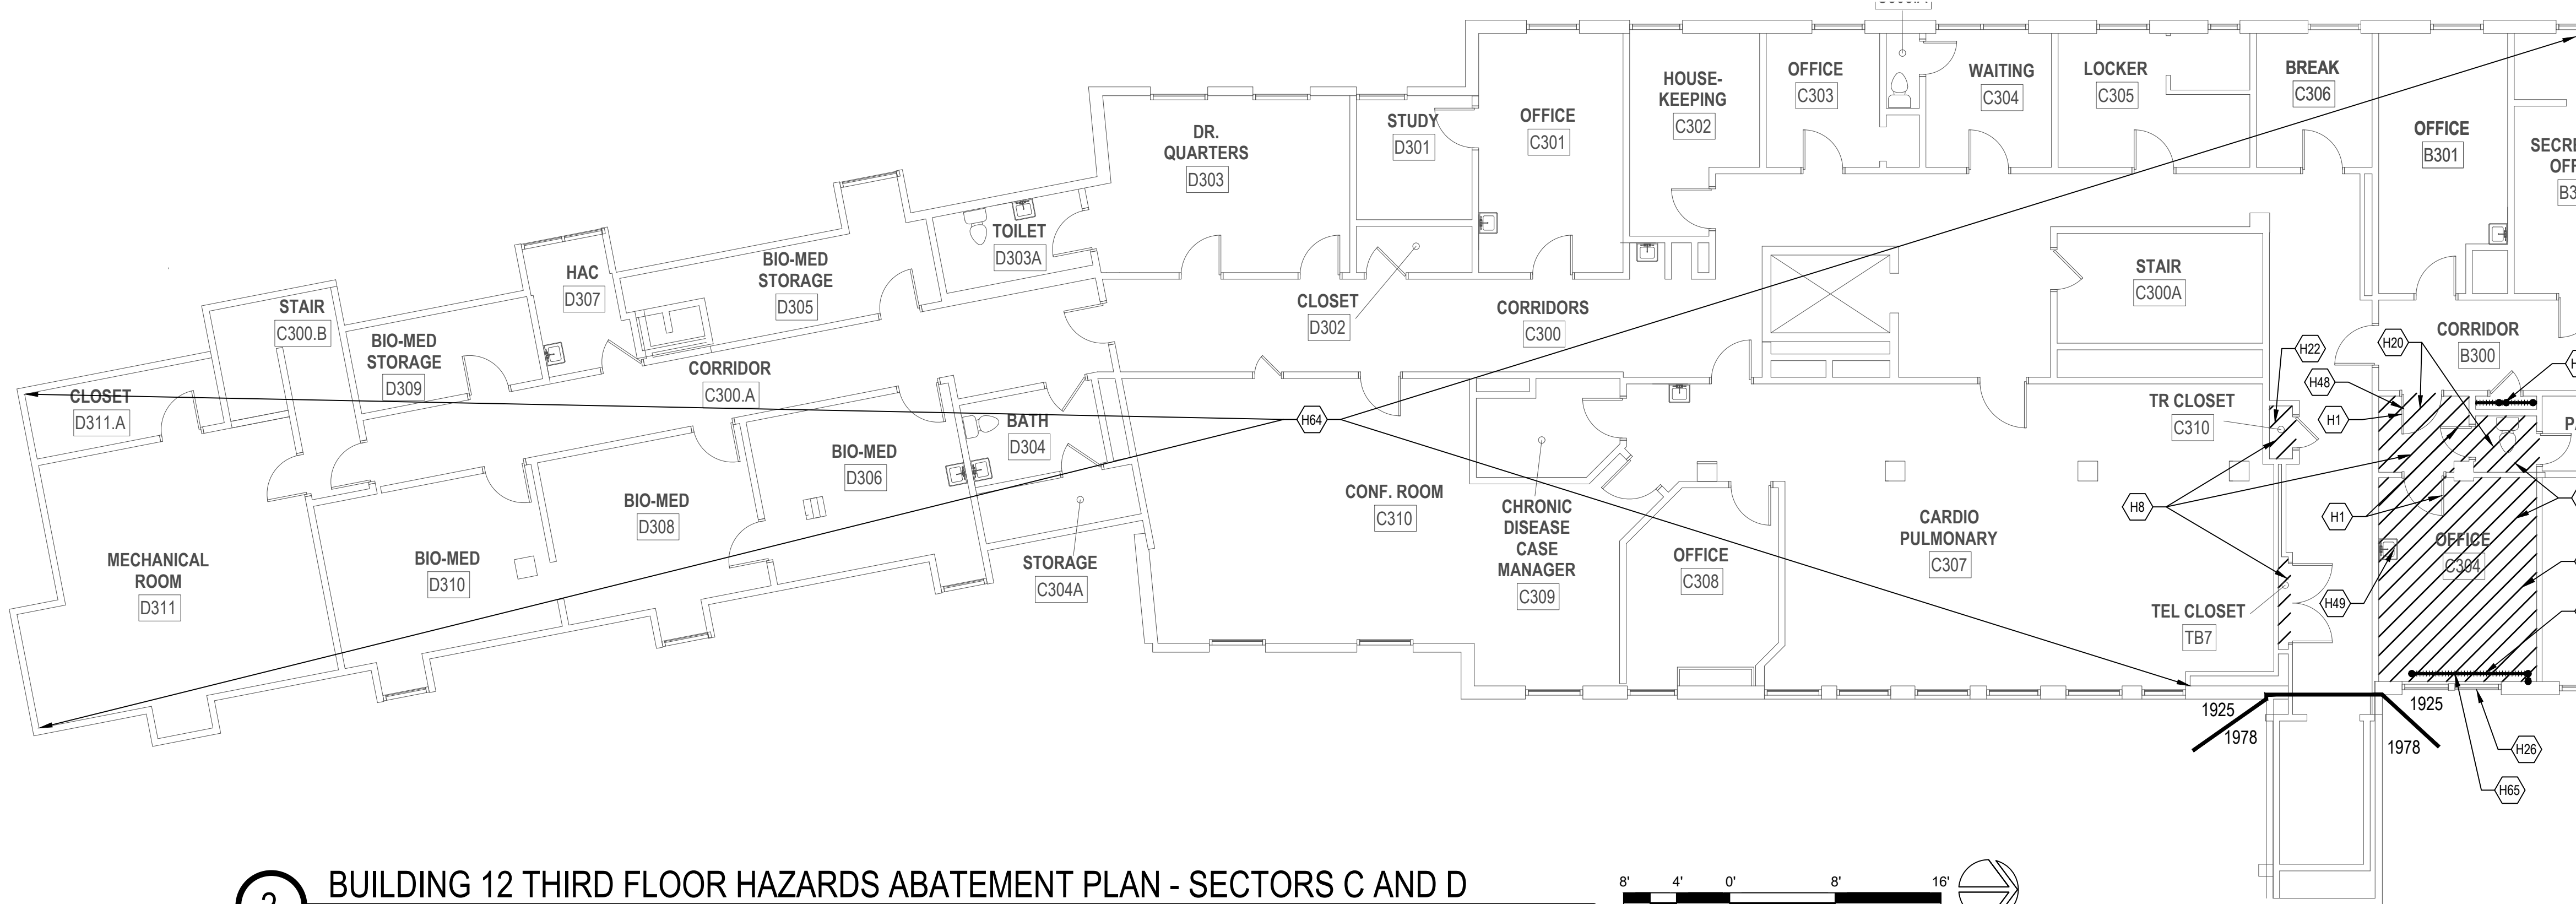 HOUSE-
KEEPING
C302
OFFICE
C303
WAITING
C304
LOCKER
C305
BREAK
C306
OFFICE
B301
DR.
QUARTERS
D303
STUDY
D301
OFFICE
C301
TOILET
D303A
BIO-MED
STORAGE
D305
HAC
D307
STAIR
C300.B
BIO-MED
STORAGE
D309
CLOSET
D311.A
CORRIDOR
C300.A
CLOSET
D302
CORRIDORS
C300
STAIR
C300A
CORRIDOR
B300
H22
H20
H48
H1
TR CLOSET
C310
H64
BATH
D304
BIO-MED
D306
BIO-MED
D308
BIO-MED
D310
MECHANICAL
ROOM
D311
STORAGE
C304A
CONF. ROOM
C310
CHRONIC
DISEASE
CASE
MANAGER
C309
OFFICE
C308
CARDIO
PULMONARY
C307
H8
H1
OFFICE
C304
H49
TEL CLOSET
TB7
1925
1978
1925
1978
H26
H65
2
BUILDING 12 THIRD FLOOR HAZARDS ABATEMENT PLAN - SECTORS C AND D
8' 4' 0' 8' 16'